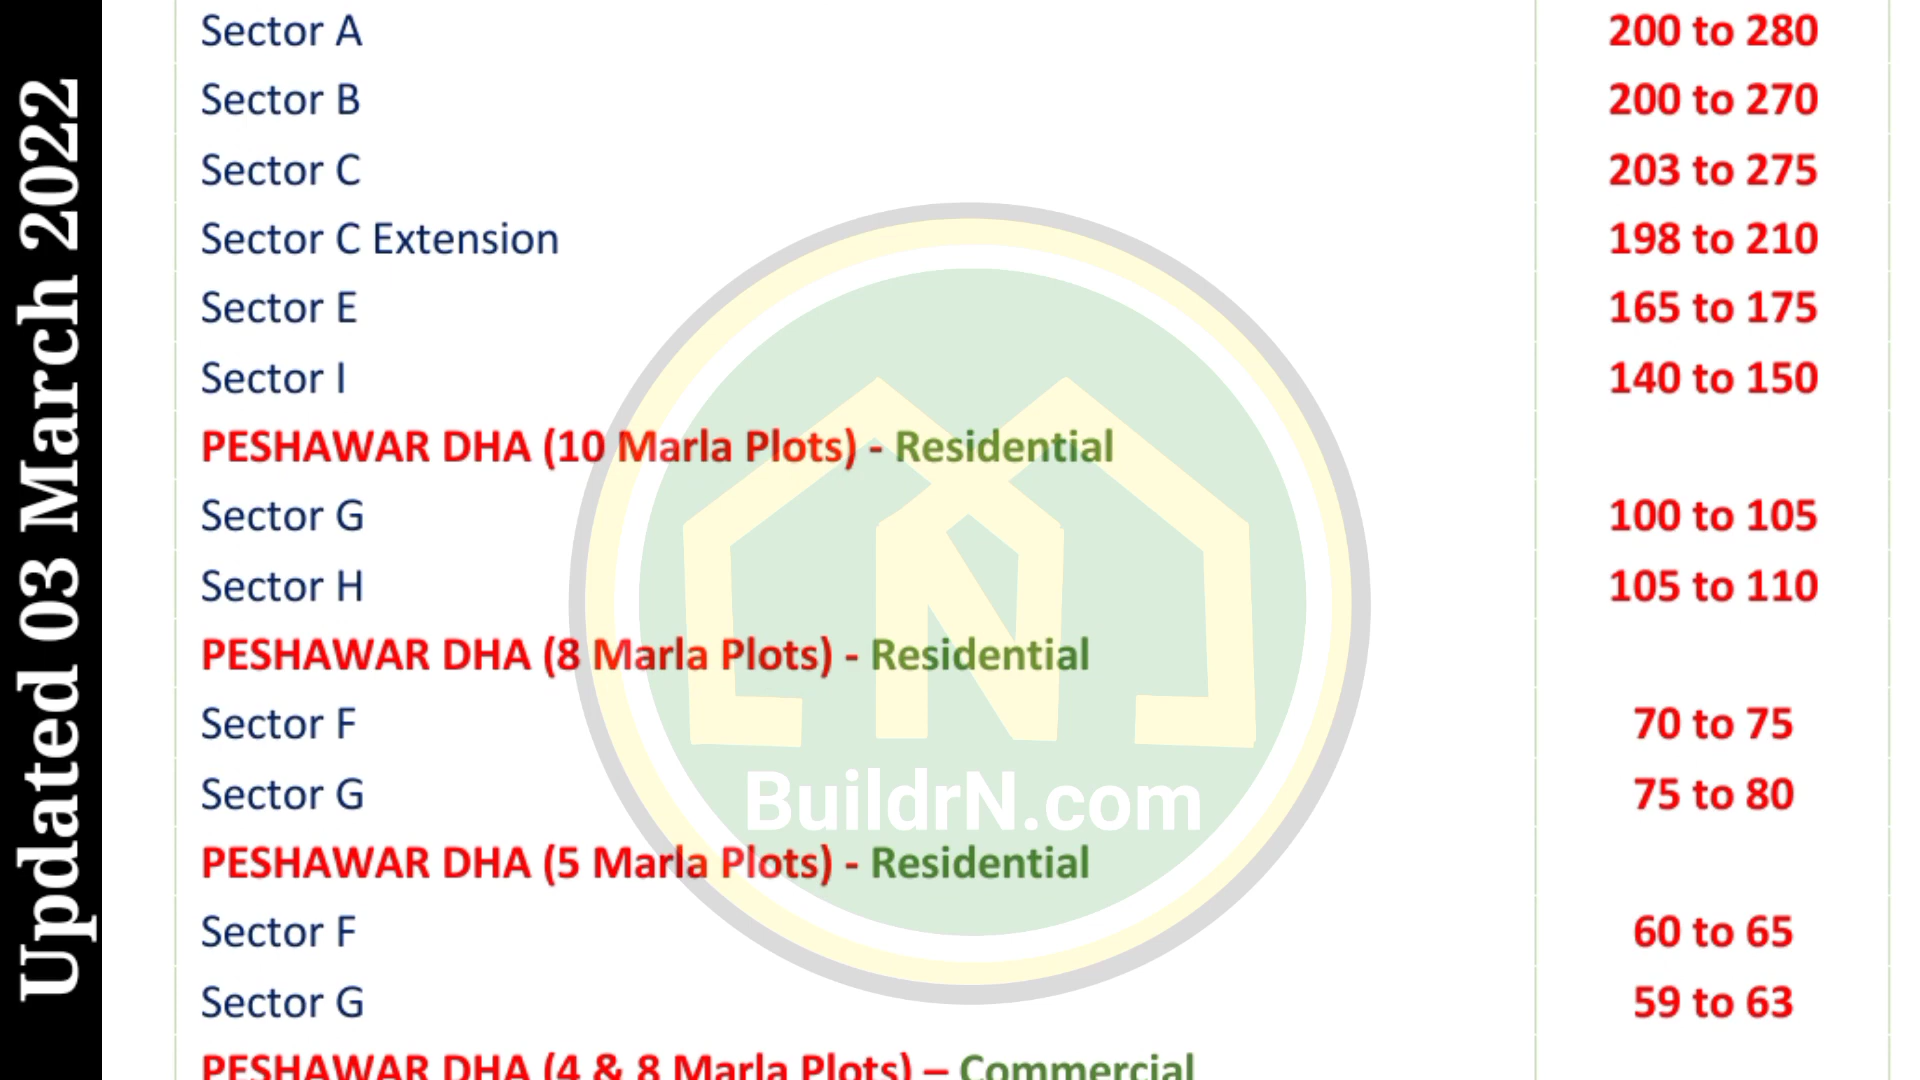 Updated 03 March 2022
Sector A 200 to 280
Sector B 200 to 270
Sector C 203 to 275
Sector C Extension 198 to 210
Sector E 165 to 175
Sector I 140 to 150
PESHAWAR DHA (10 Marla Plots) - Residential
Sector G 100 to 105
Sector H 105 to 110
PESHAWAR DHA (8 Marla Plots) - Residential
Sector F 70 to 75
Sector G 75 to 80
BuildrN.com
PESHAWAR DHA (5 Marla Plots) - Residential
Sector F 60 to 65
Sector G 59 to 63
PESHAWAR DHA (4 & 8 Marla Plots) – Commercial